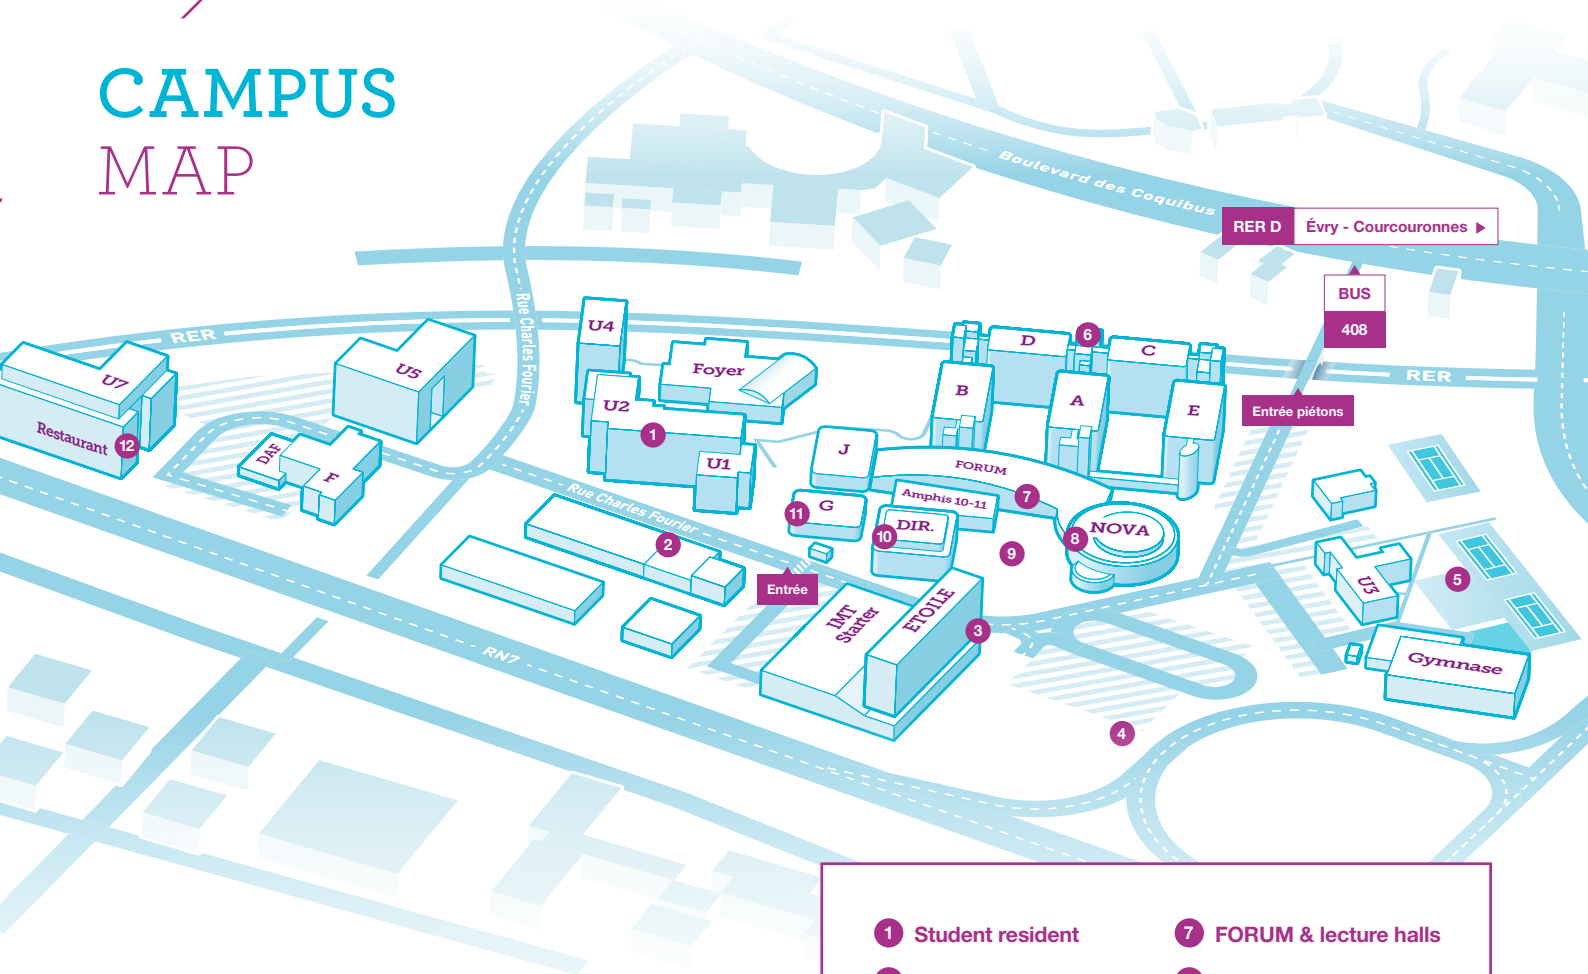 CAMPUS
MAP
Boulevard des Coquibus
RER D
Évry - Courcouronnes
BUS
408
Entrée piétons
RER
RER
Rue Charles Fourier
U4
Foyer
U2
1
U1
U7
Restaurant
12
U5
DAF
F
D
6
C
B
A
E
J
FORUM
7
Amphis 10-11
G
11
DIR.
10
NOVA
8
9
Rue Charles Fourier
2
Entrée
IMT
Starter
ETOILE
3
4
U3
5
Gymnase
RN7
1 Student resident
7 FORUM & lecture halls